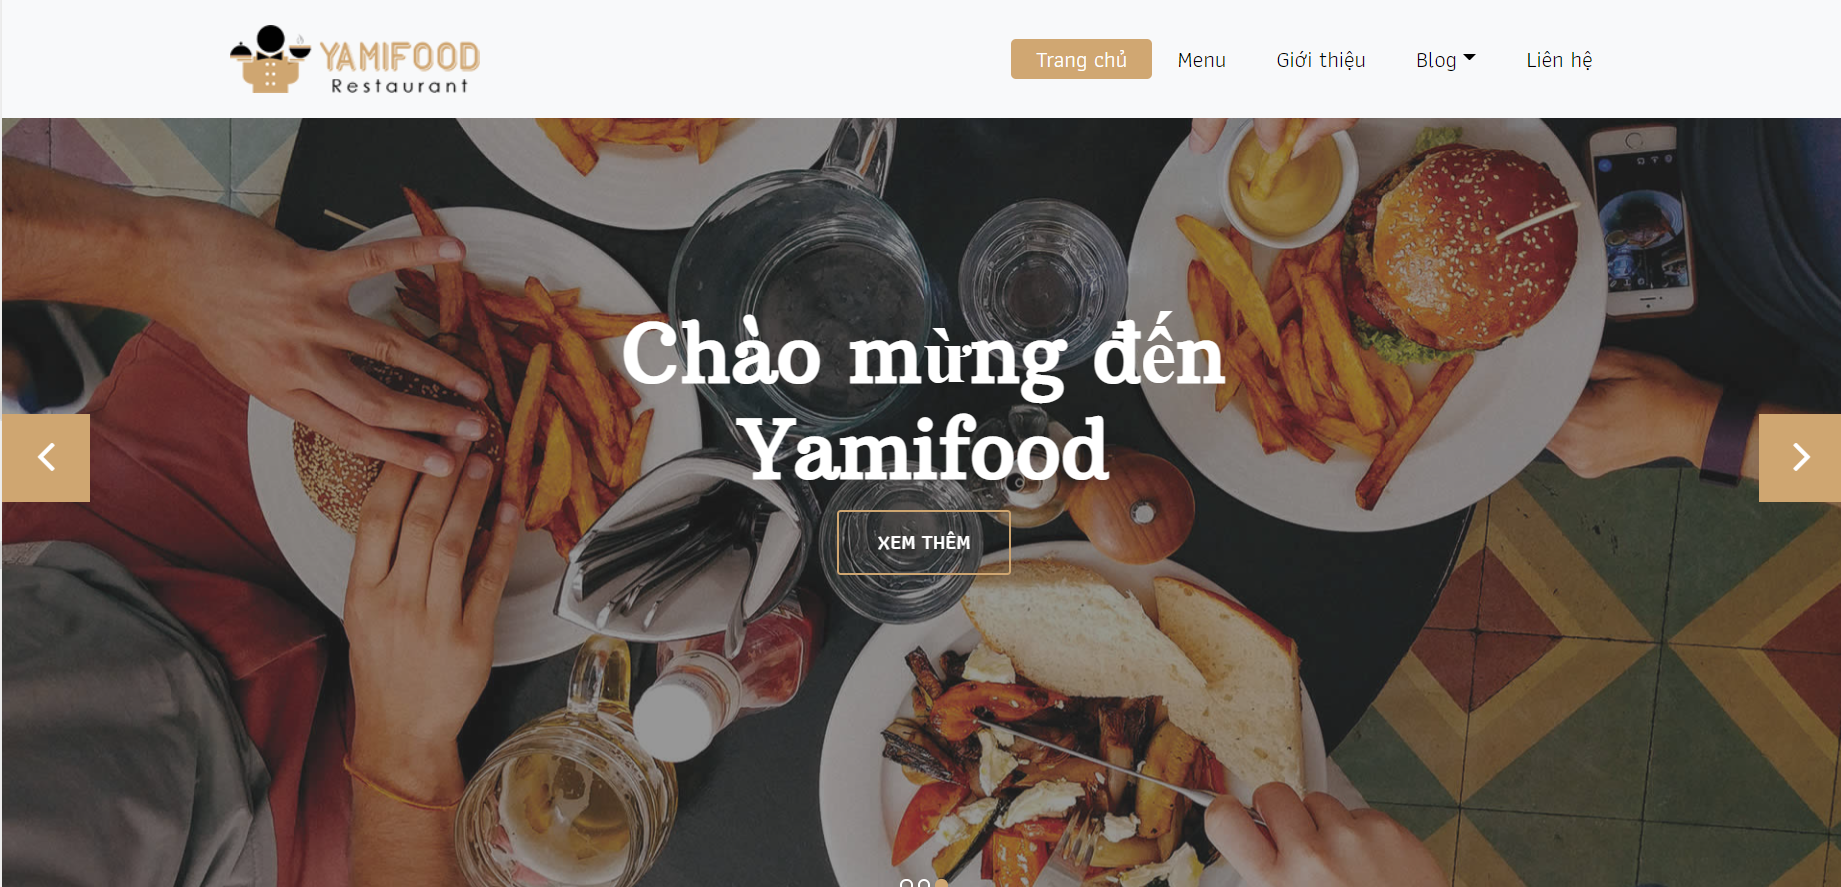 YAMIFOOD
Restaurant
Trang chủ
Menu
Giới thiệu
Blog
Liên hệ
Chào mừng đến
Yamifood
XEM THÊM